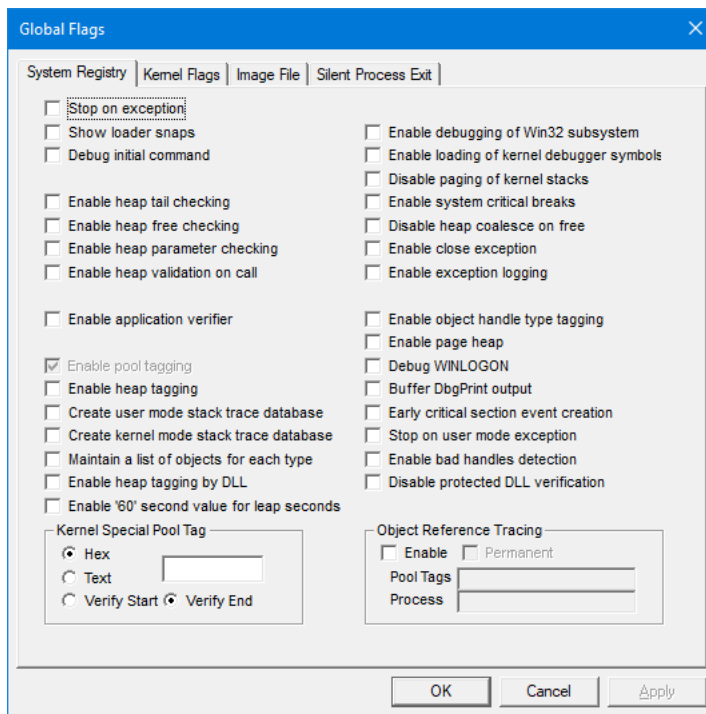 Global Flags
System Registry
Kernel Flags
Image File
Silent Process Exit
Stop on exception
Show loader snaps
Debug initial command
Enable heap tail checking
Enable heap free checking
Enable heap parameter checking
Enable heap validation on call
Enable application verifier
Enable pool tagging
Enable heap tagging
Create user mode stack trace database
Create kernel mode stack trace database
Maintain a list of objects for each type
Enable heap tagging by DLL
Enable '60' second value for leap seconds
Enable debugging of Win32 subsystem
Enable loading of kernel debugger symbols
Disable paging of kernel stacks
Enable system critical breaks
Disable heap coalesce on free
Enable close exception
Enable exception logging
Enable object handle type tagging
Enable page heap
Debug WINLOGON
Buffer DbgPrint output
Early critical section event creation
Stop on user mode exception
Enable bad handles detection
Disable protected DLL verification
Kernel Special Pool Tag
Hex
Text
Verify Start Verify End
Object Reference Tracing
Enable Permanent
Pool Tags
Process
OK Cancel Apply